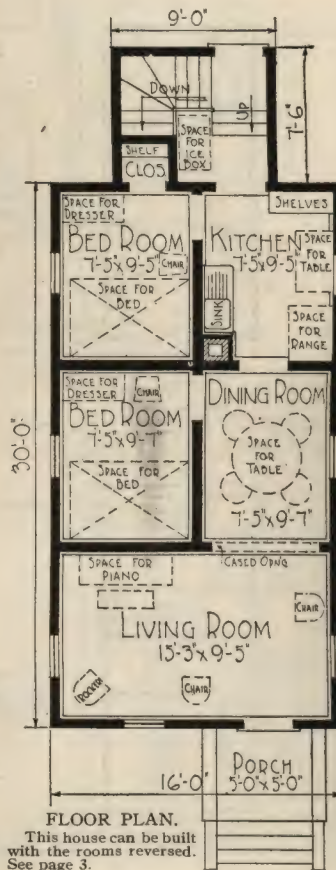 9'-0"
DOWN
UP
7'-6"
SPACE
FOR
ICE
BOX
SHELF
CLOS.
SPACE FOR
DRESSER
BED ROOM
7'-5"x9'-5"
CHAIR
SPACE FOR
BED
SHELVES
KITCHEN
7'-5"x9'-5"
SPACE
FOR
TABLE
SINK
SPACE
FOR
RANGE
30'-0"
SPACE FOR
DRESSER
CHAIR
BED ROOM
7'-5"x9'-7"
SPACE FOR
BED
DINING ROOM
SPACE
FOR
TABLE
7'-5"x9'-7"
CASED OPNG
SPACE FOR
PIANO
CHAIR
LIVING ROOM
15'-3"x9'-5"
ROCKER
CHAIR
16'-0"
PORCH
5'-0"x5'-0"
FLOOR PLAN.
This house can be built
with the rooms reversed.
See page 3.